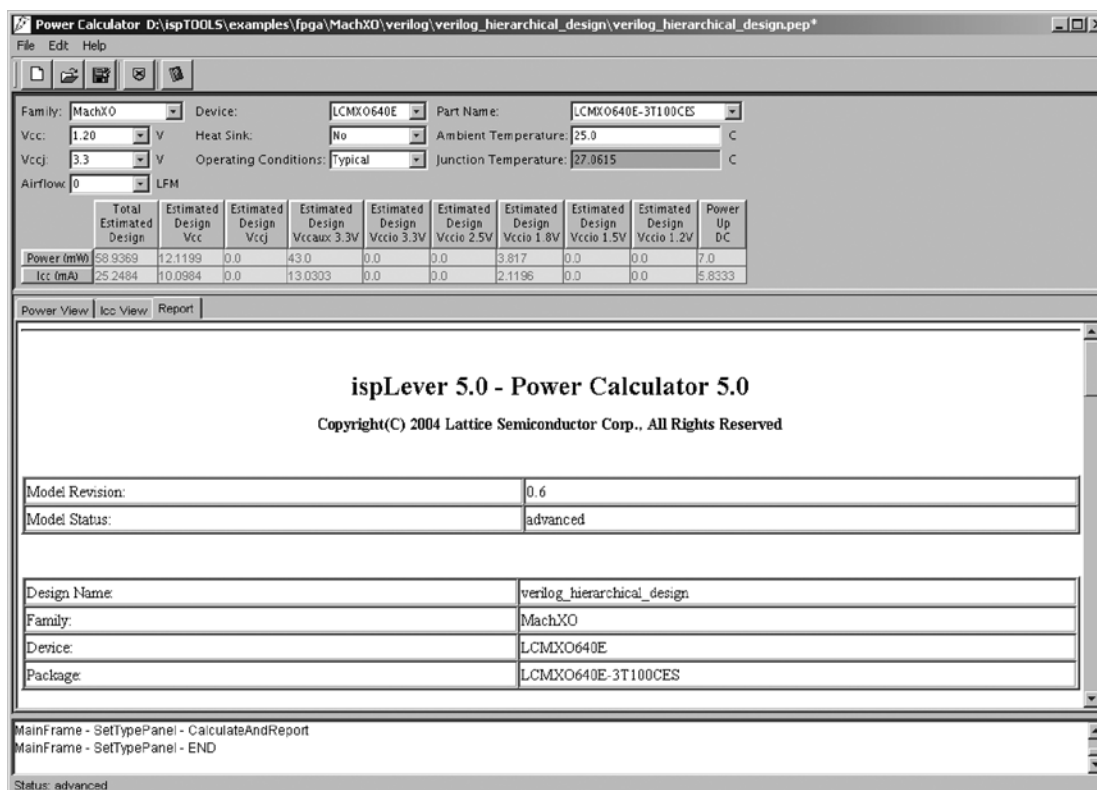 Power Calculator D:\ispTOOLS\examples\fpga\MachXO\verilog\verilog_hierarchical_design\verilog_hierarchical_design.pep*
File Edit Help
Family: MachXO Device: LCMXO640E Part Name: LCMXO640E-3T100CES
Vcc: 1.20 V Heat Sink: No Ambient Temperature: 25.0 C
Vccj: 3.3 V Operating Conditions: Typical Junction Temperature: 27.0615 C
Airflow: 0 LFM
Total Estimated Design Estimated Design Vcc Estimated Design Vccj Estimated Design Vccaux 3.3V Estimated Design Vccio 3.3V Estimated Design Vccio 2.5V Estimated Design Vccio 1.8V Estimated Design Vccio 1.5V Estimated Design Vccio 1.2V Power Up DC
Power (mW) 58.9369 12.1199 0.0 43.0 0.0 0.0 3.817 0.0 0.0 7.0
Icc (mA) 25.2484 10.0984 0.0 13.0303 0.0 0.0 2.1196 0.0 0.0 5.8333
Power View Icc View Report
ispLever 5.0 - Power Calculator 5.0
Copyright(C) 2004 Lattice Semiconductor Corp., All Rights Reserved
Model Revision: 0.6
Model Status: advanced
Design Name: verilog_hierarchical_design
Family: MachXO
Device: LCMXO640E
Package: LCMXO640E-3T100CES
MainFrame - SetTypePanel - CalculateAndReport
MainFrame - SetTypePanel - END
Status: advanced